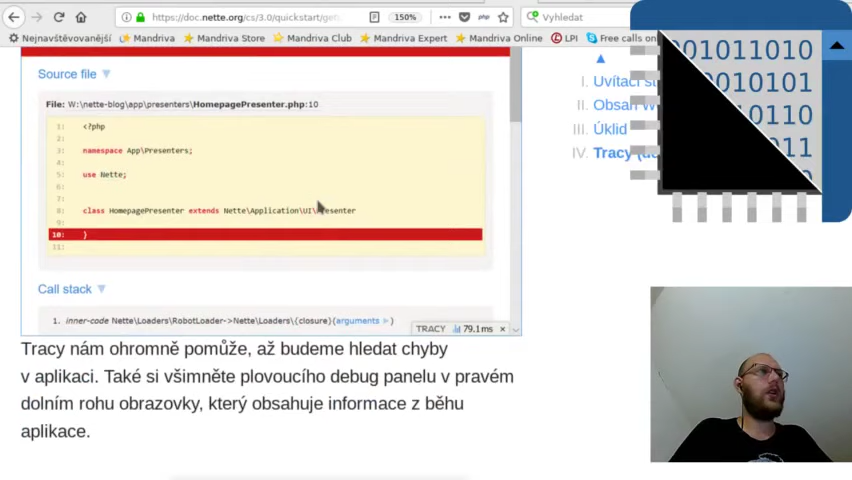 https://doc.nette.org/cs/3.0/quickstart/get
150%
Vyhledat
Nejnavštěvovanější Mandriva Mandriva Store Mandriva Club Mandriva Expert Mandriva Online LPI Free calls on
Source file
File: W:\nette-blog\app\presenters\HomepagePresenter.php:10
1: <?php
2:
3: namespace App\Presenters;
4:
5: use Nette;
6:
7:
8: class HomepagePresenter extends Nette\Application\UI\Presenter
9:
10: }
11:
Call stack
1. inner-code Nette\Loaders\RobotLoader->Nette\Loaders\{closure}(arguments ►)
TRACY 79.1ms ×
Tracy nám ohromně pomůže, až budeme hledat chyby
v aplikaci. Také si všimněte plovoucího debug panelu v pravém
dolním rohu obrazovky, který obsahuje informace z běhu
aplikace.
I. Uvítací
II. Obsah
III. Úklid
IV. Tracy
001011010
0010101
0110
11